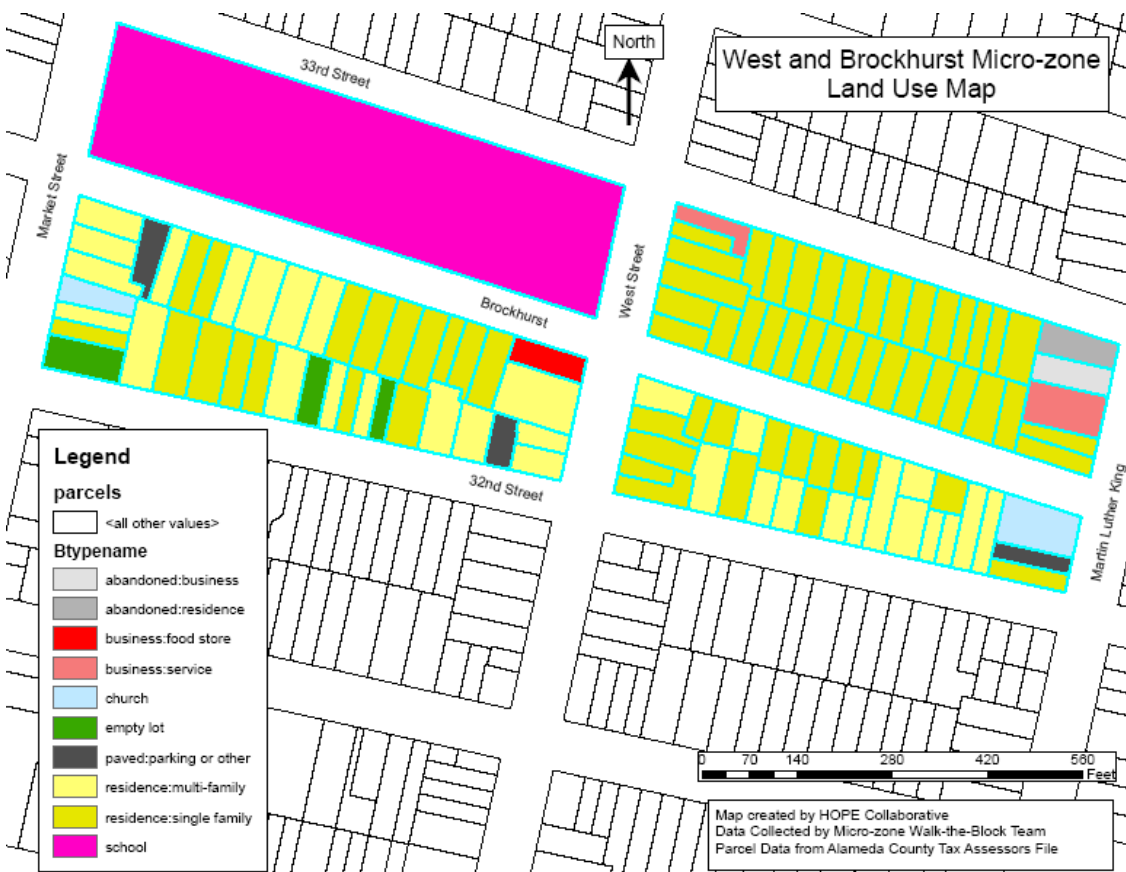 North
West and Brockhurst Micro-zone
Land Use Map
33rd Street
Market Street
West Street
Brockhurst
32nd Street
Martin Luther King
Legend
parcels
<all other values>
Btypename
abandoned:business
abandoned:residence
business:food store
business:service
church
empty lot
paved:parking or other
residence:multi-family
residence:single family
school
0 70 140 280 420 560
Feet
Map created by HOPE Collaborative
Data Collected by Micro-zone Walk-the-Block Team
Parcel Data from Alameda County Tax Assessors File